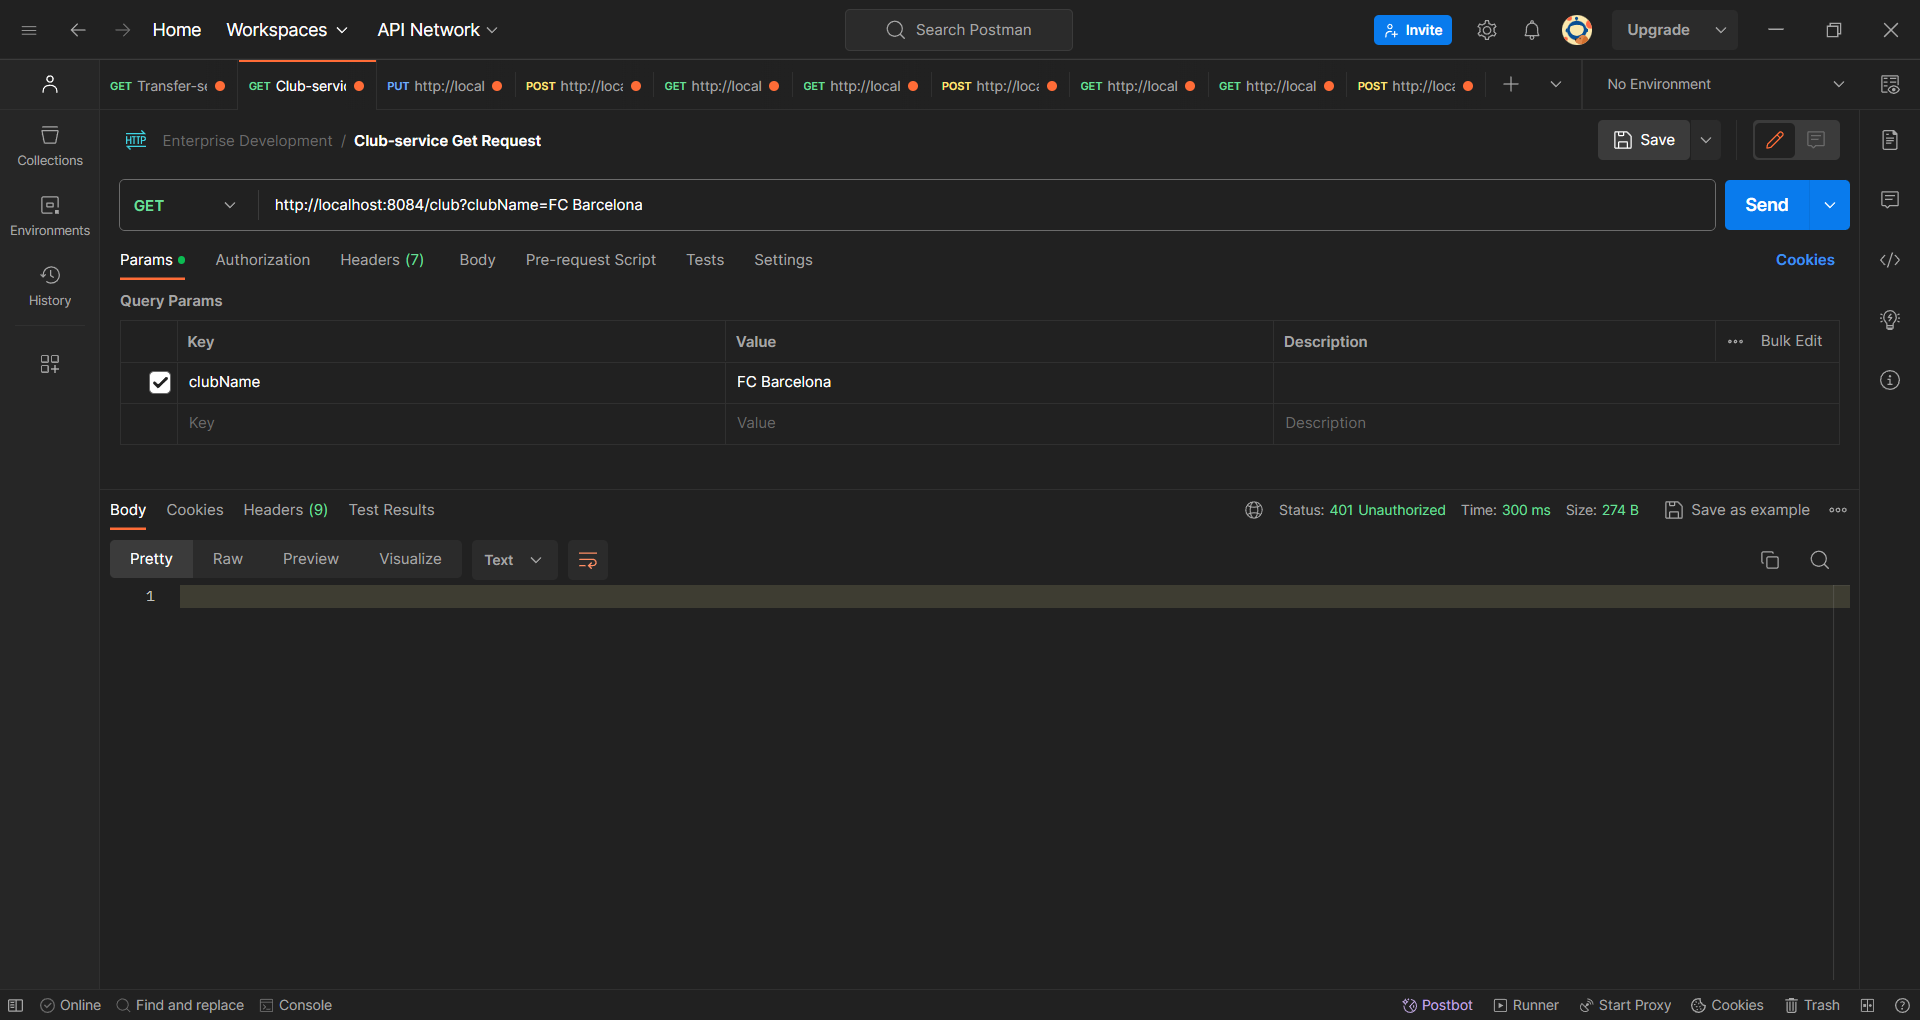 Home Workspaces API Network Search Postman Invite Upgrade
GET Transfer-se GET Club-servic PUT http://local POST http://loca GET http://local GET http://local POST http://loca GET http://local GET http://local POST http://loca No Environment
Collections
Environments
History
HTTP Enterprise Development / Club-service Get Request Save
GET http://localhost:8084/club?clubName=FC Barcelona Send
Params Authorization Headers (7) Body Pre-request Script Tests Settings Cookies
Query Params
Key Value Description Bulk Edit
clubName FC Barcelona
Key Value Description
Body Cookies Headers (9) Test Results Status: 401 Unauthorized Time: 300 ms Size: 274 B Save as example
Pretty Raw Preview Visualize Text
1
Online Find and replace Console Postbot Runner Start Proxy Cookies Trash